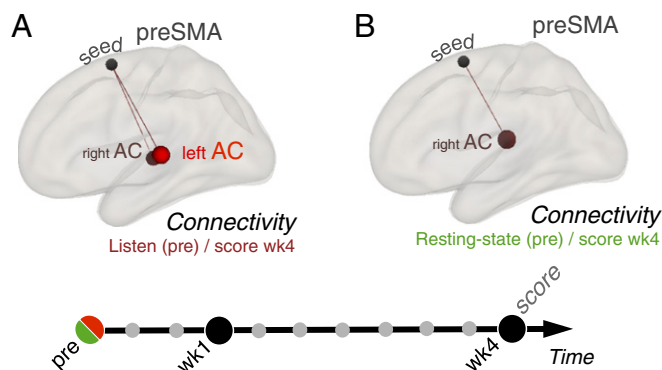 A
seed
preSMA
right AC
left AC
Connectivity
Listen (pre) / score wk4
B
seed
preSMA
right AC
Connectivity
Resting-state (pre) / score wk4
pre
wk1
wk4
score
Time